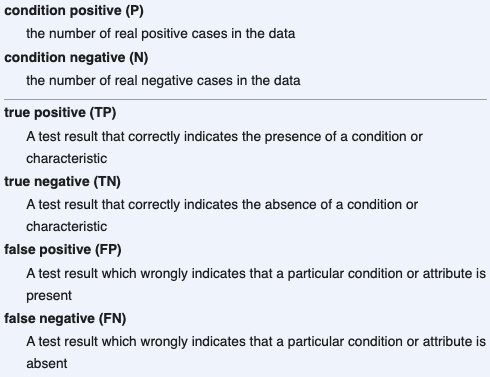 condition positive (P)
the number of real positive cases in the data
condition negative (N)
the number of real negative cases in the data
true positive (TP)
A test result that correctly indicates the presence of a condition or
characteristic
true negative (TN)
A test result that correctly indicates the absence of a condition or
characteristic
false positive (FP)
A test result which wrongly indicates that a particular condition or attribute is
present
false negative (FN)
A test result which wrongly indicates that a particular condition or attribute is
absent